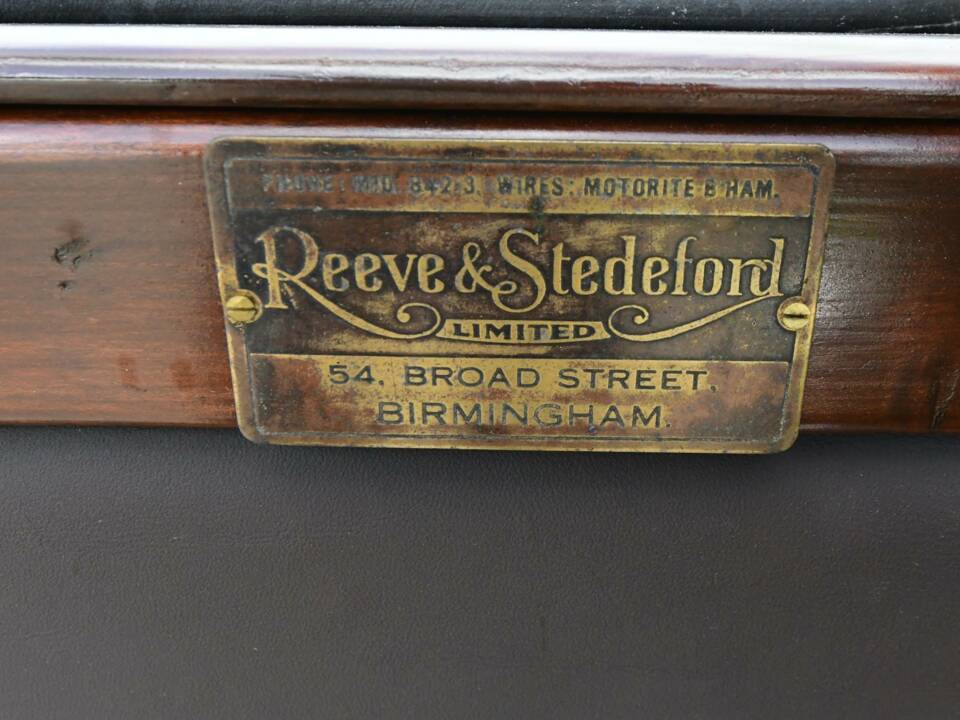 PHONE: MID. 842-3. WIRES: MOTORITE B'HAM.
Reeve & Stedeford
LIMITED
54, BROAD STREET,
BIRMINGHAM.